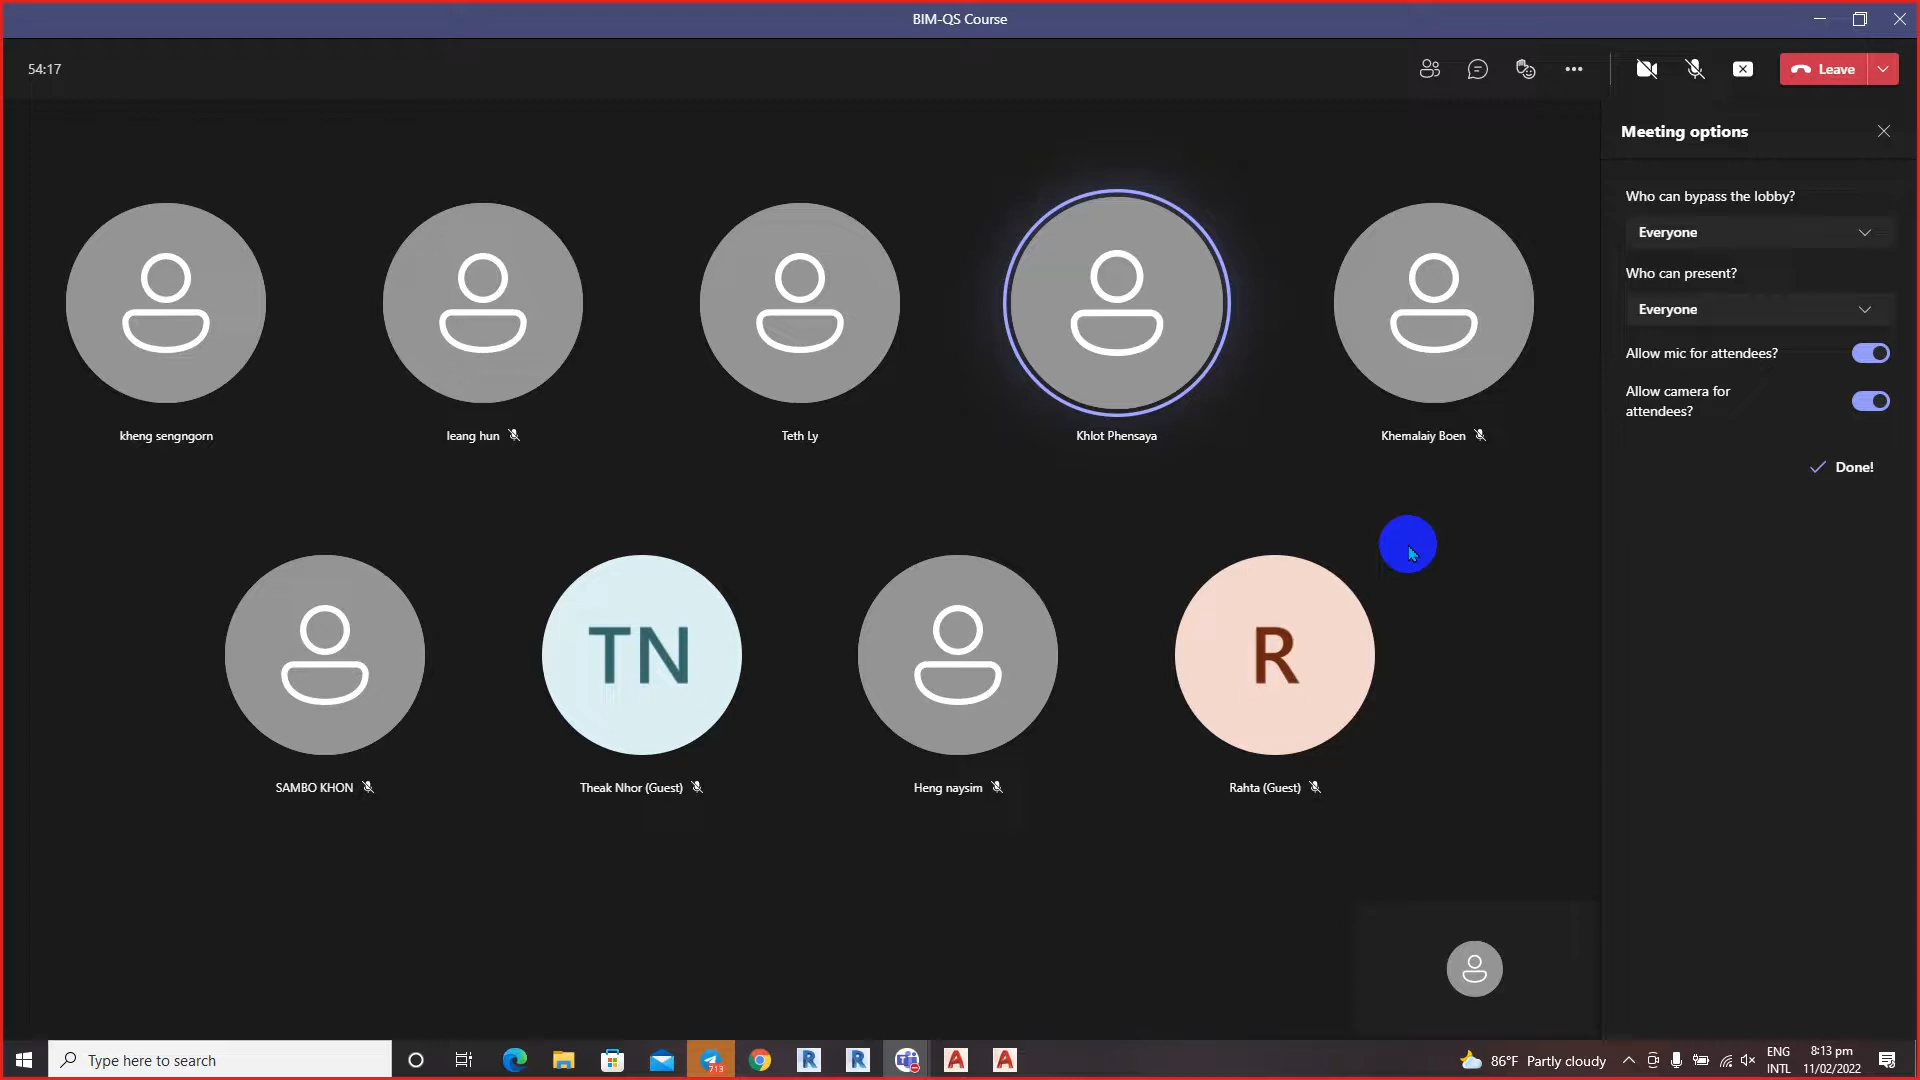 BIM-QS Course
54:17
Leave
Meeting options
Who can bypass the lobby?
Everyone
Who can present?
Everyone
Allow mic for attendees?
Allow camera for
attendees?
Done!
kheng sengngorn
leang hun
Teth Ly
Khlot Phensaya
Khemalaiy Boen
TN
R
SAMBO KHON
Theak Nhor (Guest)
Heng naysim
Rahta (Guest)
Type here to search
713
R
R
T
A
A
86°F Partly cloudy
ENG
INTL
8:13 pm
11/02/2022